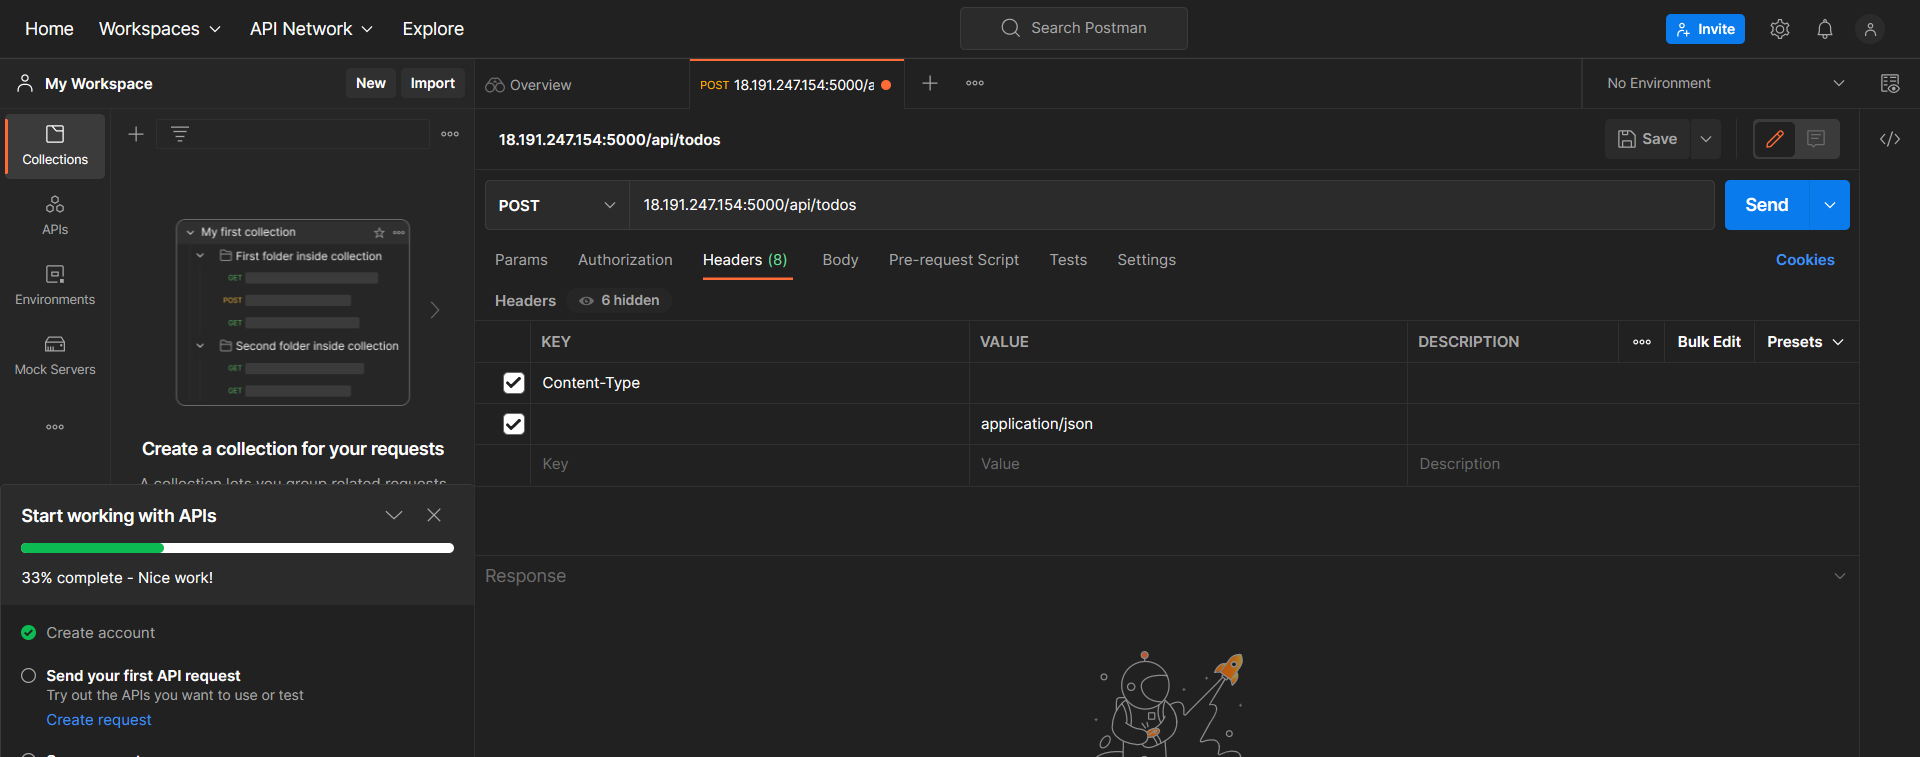 Home Workspaces API Network Explore Search Postman Invite
My Workspace New Import
Overview POST 18.191.247.154:5000/a No Environment
Collections
APIs
Environments
Mock Servers
My first collection
First folder inside collection
GET
POST
GET
Second folder inside collection
GET
GET
Create a collection for your requests
A collection lets you group related requests
Start working with APIs
33% complete - Nice work!
Create account
Send your first API request
Try out the APIs you want to use or test
Create request
18.191.247.154:5000/api/todos Save
POST 18.191.247.154:5000/api/todos Send
Params Authorization Headers (8) Body Pre-request Script Tests Settings Cookies
Headers 6 hidden
KEY VALUE DESCRIPTION Bulk Edit Presets
Content-Type
application/json
Key Value Description
Response